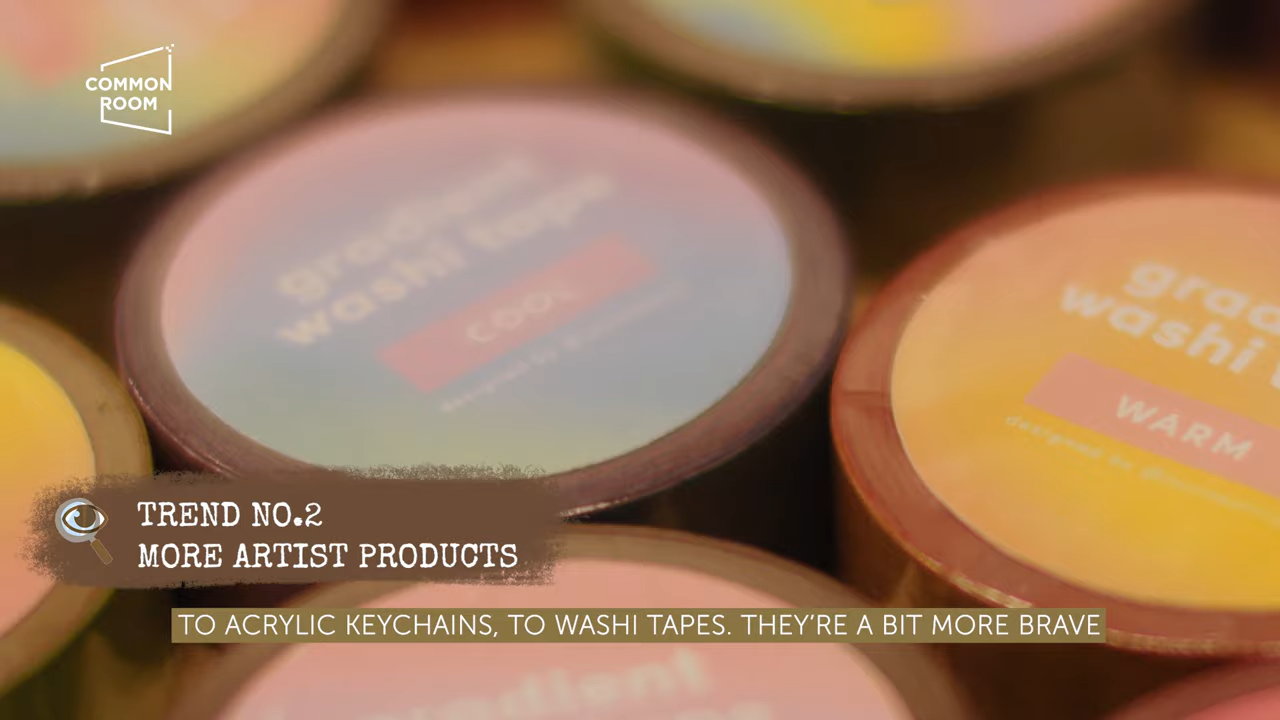 COMMON
ROOM
gradient
washi tape
COOL
designed by
washi
WARM
designed by
TREND NO.2
MORE ARTIST PRODUCTS
TO ACRYLIC KEYCHAINS, TO WASHI TAPES. THEY'RE A BIT MORE BRAVE
gradient